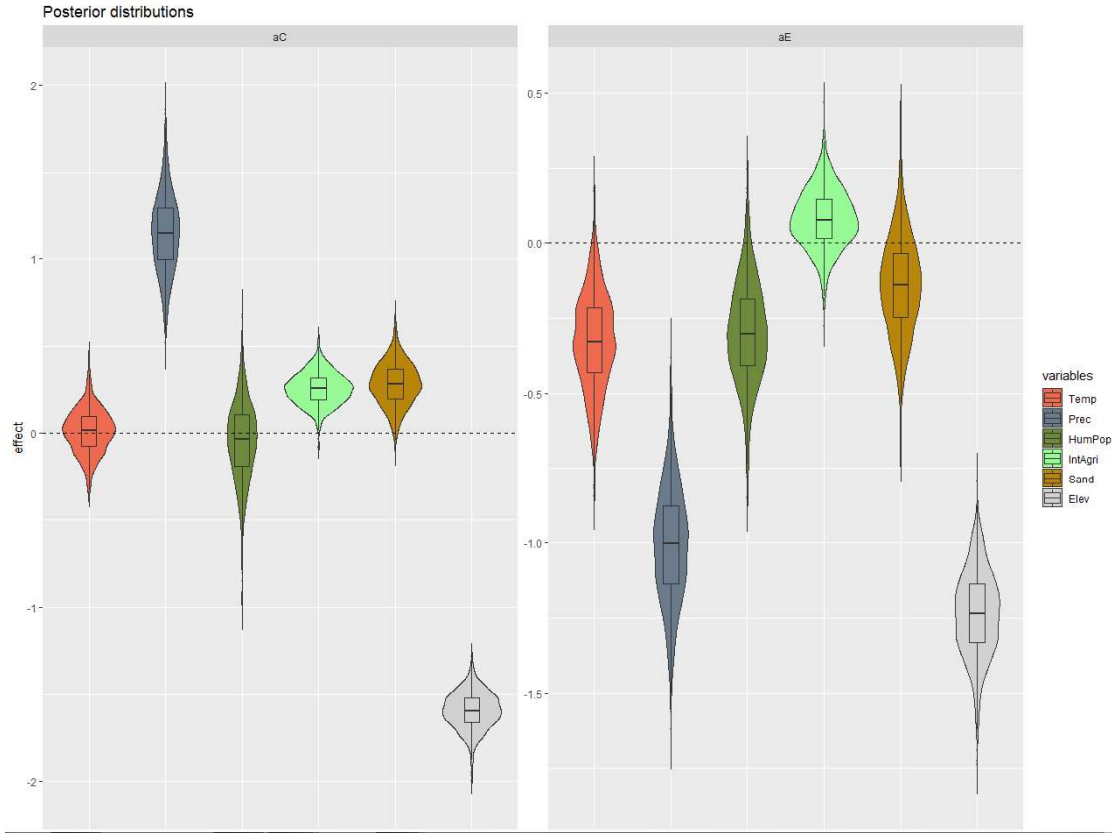 Posterior distributions
aC
aE
effect
2
1
0
-1
-2
0.5
0.0
-0.5
-1.0
-1.5
variables
Temp
Prec
HumPop
IntAgri
Sand
Elev